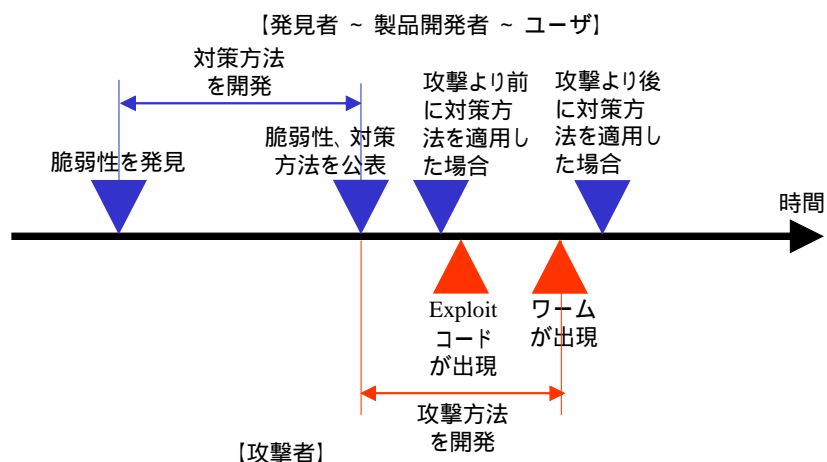 【発見者 ~ 製品開発者 ~ ユーザ】
対策方法
を開発
攻撃より前
に対策方
法を適用し
た場合
攻撃より後
に対策方
法を適用し
た場合
脆弱性を発見
脆弱性、対策
方法を公表
時間
Exploit
コード
が出現
ワーム
が出現
攻撃方法
を開発
【攻撃者】